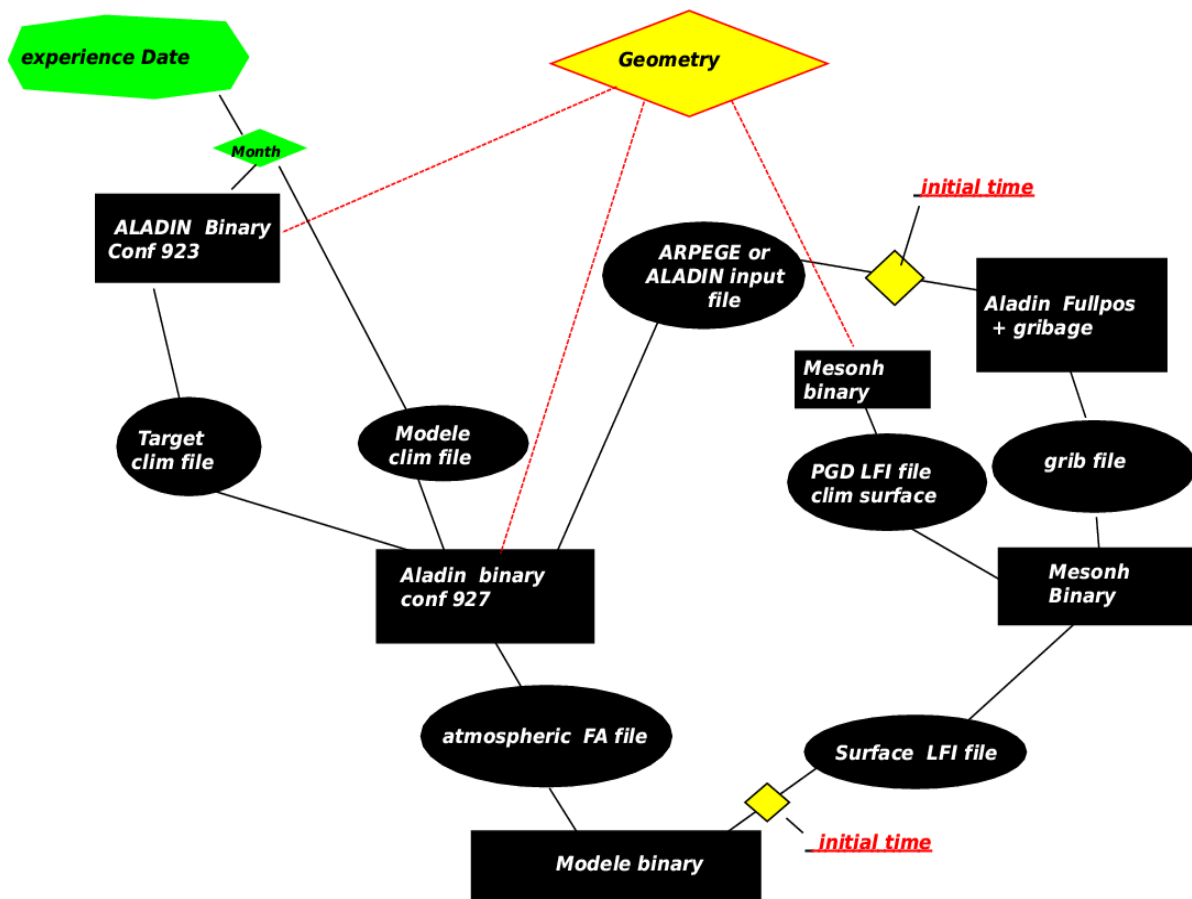 experience Date
Geometry
Month
initial time
ALADIN Binary
Conf 923
ARPEGE or
ALADIN input
file
Aladin Fullpos
+ gribage
Mesonh
binary
Target
clim file
Modele
clim file
PGD LFI file
clim surface
grib file
Aladin binary
conf 927
Mesonh
Binary
atmospheric FA file
Surface LFI file
initial time
Modele binary